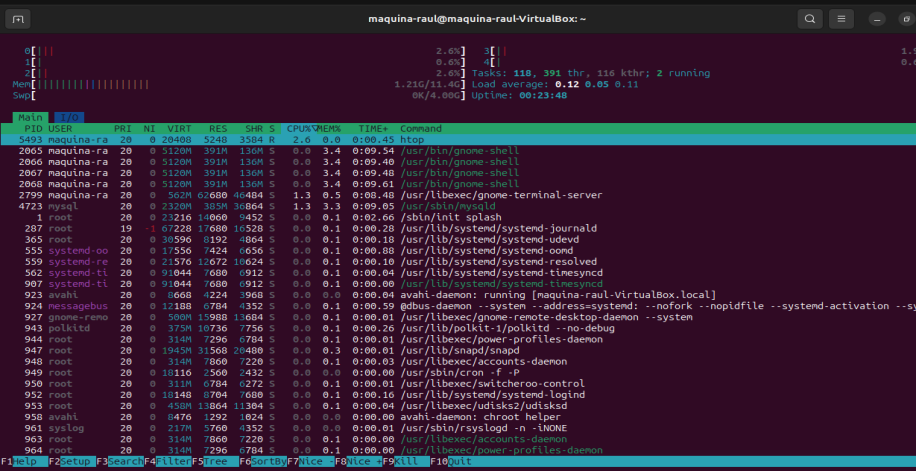 maquina-raul@maquina-raul-VirtualBox: ~
0[||| 2.6%] 3[||
1[| 0.6%] 4[|
2[|| 2.6%] Tasks: 118, 391 thr, 116 kthr; 2 running
Mem[|||||||||||||||||||| 1.21G/11.4G] Load average: 0.12 0.05 0.11
Swp[ 0K/4.00G] Uptime: 00:23:48
Main I/O
PID USER PRI NI VIRT RES SHR S CPU%▽MEM% TIME+ Command
5493 maquina-ra 20 0 20408 5248 3584 R 2.6 0.0 0:00.45 htop
2065 maquina-ra 20 0 5120M 391M 136M S 1.3 3.4 0:09.54 /usr/bin/gnome-shell
2066 maquina-ra 20 0 5120M 391M 136M S 1.3 3.4 0:09.40 /usr/bin/gnome-shell
2067 maquina-ra 20 0 5120M 391M 136M S 1.3 3.4 0:09.48 /usr/bin/gnome-shell
2068 maquina-ra 20 0 5120M 391M 136M S 1.3 3.4 0:09.61 /usr/bin/gnome-shell
2799 maquina-ra 20 0 562M 62680 46484 S 1.3 0.5 0:08.48 /usr/libexec/gnome-terminal-server
4723 mysql 20 0 2320M 385M 36864 S 1.3 3.3 0:09.05 /usr/sbin/mysqld
1 root 20 0 23216 14060 9452 S 0.0 0.1 0:02.66 /sbin/init splash
287 root 19 -1 67228 17680 16528 S 0.0 0.1 0:00.28 /usr/lib/systemd/systemd-journald
365 root 20 0 30596 8192 4864 S 0.0 0.1 0:00.18 /usr/lib/systemd/systemd-udevd
555 systemd-oo 20 0 17556 7424 6656 S 0.0 0.1 0:00.88 /usr/lib/systemd/systemd-oomd
559 systemd-re 20 0 21576 12672 10624 S 0.0 0.1 0:00.10 /usr/lib/systemd/systemd-resolved
562 systemd-ti 20 0 91044 7680 6912 S 0.0 0.1 0:00.04 /usr/lib/systemd/systemd-timesyncd
907 systemd-ti 20 0 91044 7680 6912 S 0.0 0.1 0:00.00 /usr/lib/systemd/systemd-timesyncd
923 avahi 20 0 8668 4224 3968 S 0.0 0.0 0:00.04 avahi-daemon: running [maquina-raul-VirtualBox.local]
924 messagebus 20 0 12188 6784 4352 S 0.0 0.1 0:00.59 @dbus-daemon --system --address=systemd: --nofork --nopidfile --systemd-activation --sy
927 gnome-remo 20 0 500M 15988 13684 S 0.0 0.1 0:00.01 /usr/libexec/gnome-remote-desktop-daemon --system
943 polkitd 20 0 375M 10736 7756 S 0.0 0.1 0:00.26 /usr/lib/polkit-1/polkitd --no-debug
944 root 20 0 314M 7296 6784 S 0.0 0.1 0:00.01 /usr/libexec/power-profiles-daemon
947 root 20 0 1945M 31568 20480 S 0.0 0.3 0:00.01 /usr/lib/snapd/snapd
948 root 20 0 314M 7860 7220 S 0.0 0.1 0:00.03 /usr/libexec/accounts-daemon
949 root 20 0 18116 2560 2432 S 0.0 0.0 0:00.00 /usr/sbin/cron -f -P
950 root 20 0 311M 6784 6272 S 0.0 0.1 0:00.01 /usr/libexec/switcheroo-control
952 root 20 0 18148 8704 7680 S 0.0 0.1 0:00.16 /usr/lib/systemd/systemd-logind
953 root 20 0 458M 13864 11304 S 0.0 0.1 0:00.04 /usr/libexec/udisks2/udisksd
958 avahi 20 0 8476 1292 1024 S 0.0 0.0 0:00.00 avahi-daemon: chroot helper
961 syslog 20 0 217M 5760 4352 S 0.0 0.0 0:00.01 /usr/sbin/rsyslogd -n -iNONE
963 root 20 0 314M 7860 7220 S 0.0 0.1 0:00.00 /usr/libexec/accounts-daemon
964 root 20 0 314M 7296 6784 S 0.0 0.1 0:00.00 /usr/libexec/power-profiles-daemon
F1Help F2Setup F3SearchF4FilterF5Tree F6SortByF7Nice -F8Nice +F9Kill F10Quit